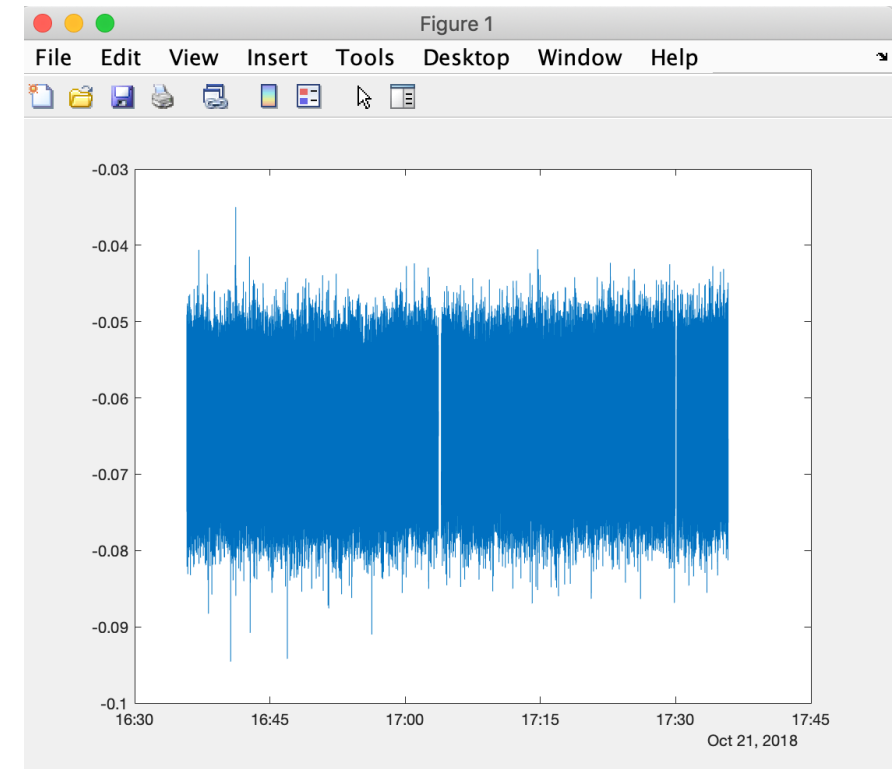 Figure 1
File Edit View Insert Tools Desktop Window Help
-0.03
-0.04
-0.05
-0.06
-0.07
-0.08
-0.09
-0.1
16:30 16:45 17:00 17:15 17:30 17:45
Oct 21, 2018